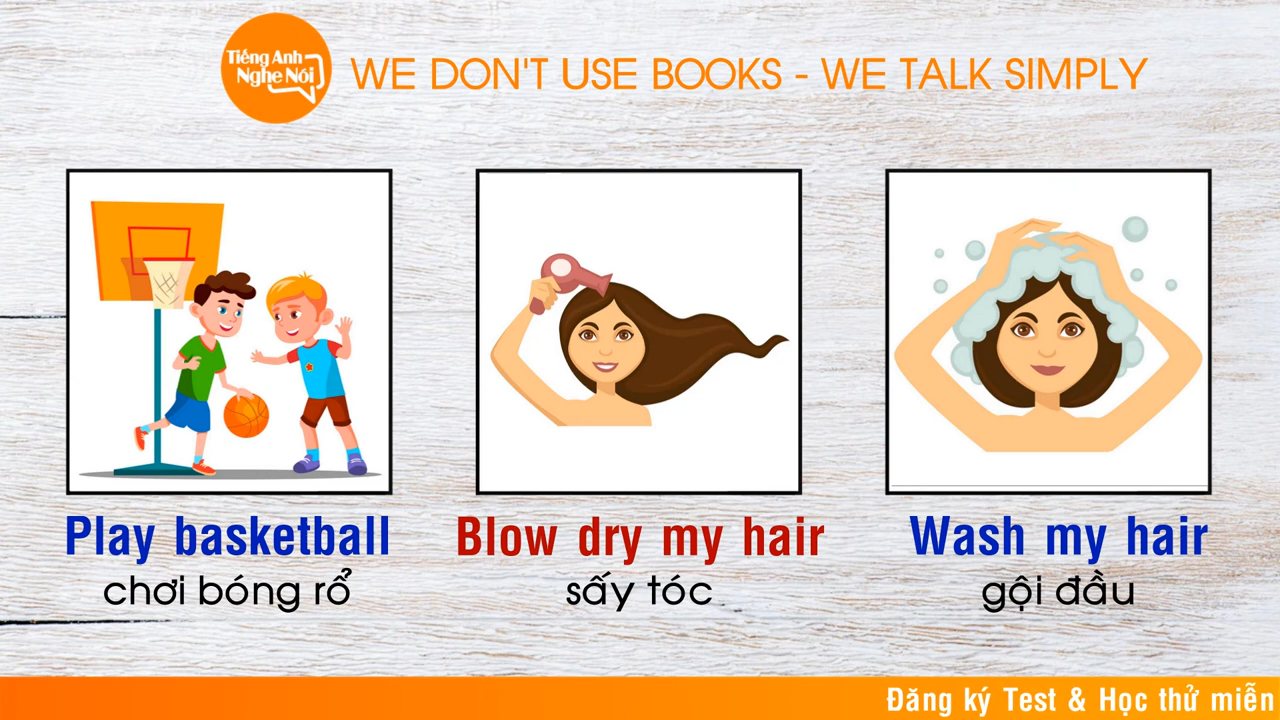 Tiếng Anh
Nghe Nói
WE DON'T USE BOOKS - WE TALK SIMPLY
Play basketball
chơi bóng rổ
Blow dry my hair
sấy tóc
Wash my hair
gội đầu
Đăng ký Test & Học thử miễn